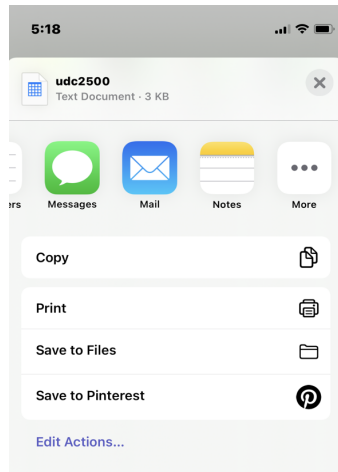 5:18
udc2500
Text Document · 3 KB
ers Messages Mail Notes More
Copy
Print
Save to Files
Save to Pinterest
Edit Actions...